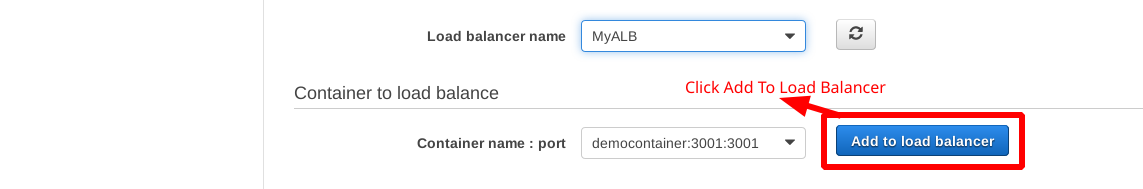 Load balancer name MyALB
Click Add To Load Balancer
Container to load balance
Container name : port democontainer:3001:3001 Add to load balancer